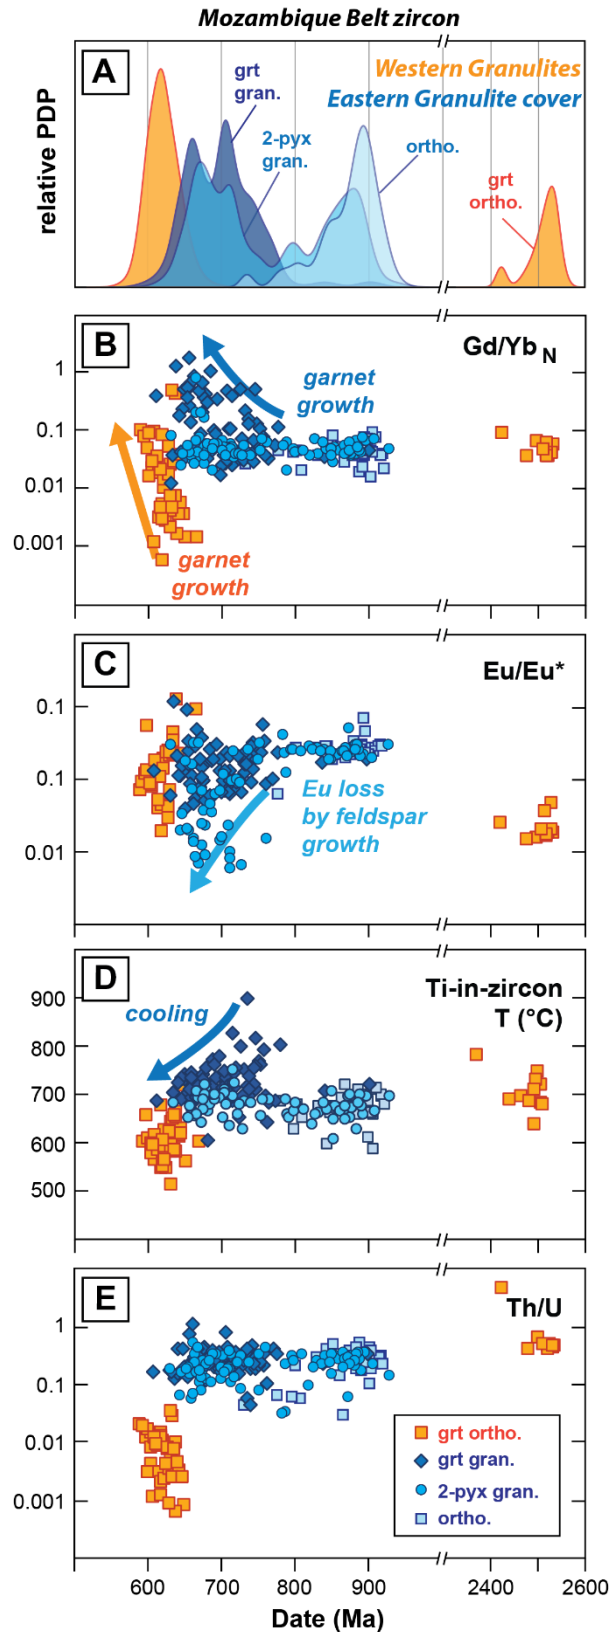 Mozambique Belt zircon
A
relative PDP
grt
gran.
2-pyx
gran.
Western Granulites
Eastern Granulite cover
ortho.
grt
ortho.
B
Gd/Yb N
1
0.1
0.01
0.001
garnet
growth
garnet
growth
C
Eu/Eu*
0.1
0.1
0.01
Eu loss
by feldspar
growth
D
Ti-in-zircon
T (°C)
900
800
700
600
500
cooling
E
Th/U
1
0.1
0.01
0.001
grt ortho.
grt gran.
2-pyx gran.
ortho.
600 700 800 900 2400 2600
Date (Ma)